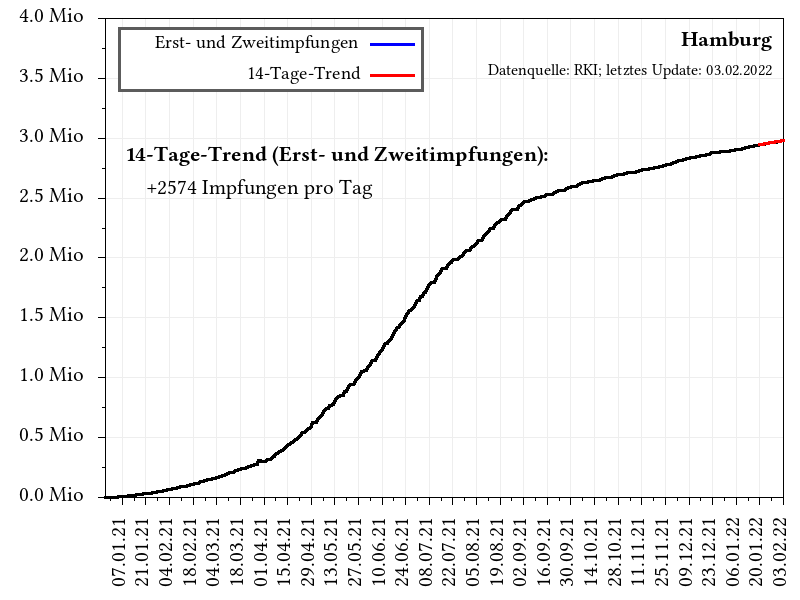 4.0 Mio
3.5 Mio
3.0 Mio
2.5 Mio
2.0 Mio
1.5 Mio
1.0 Mio
0.5 Mio
0.0 Mio
Erst- und Zweitimpfungen
14-Tage-Trend
Hamburg
Datenquelle: RKI; letztes Update: 03.02.2022
14-Tage-Trend (Erst- und Zweitimpfungen):
+2574 Impfungen pro Tag
07.01.21
21.01.21
04.02.21
18.02.21
04.03.21
18.03.21
01.04.21
15.04.21
29.04.21
13.05.21
27.05.21
10.06.21
24.06.21
08.07.21
22.07.21
05.08.21
19.08.21
02.09.21
16.09.21
30.09.21
14.10.21
28.10.21
11.11.21
25.11.21
09.12.21
23.12.21
06.01.22
20.01.22
03.02.22